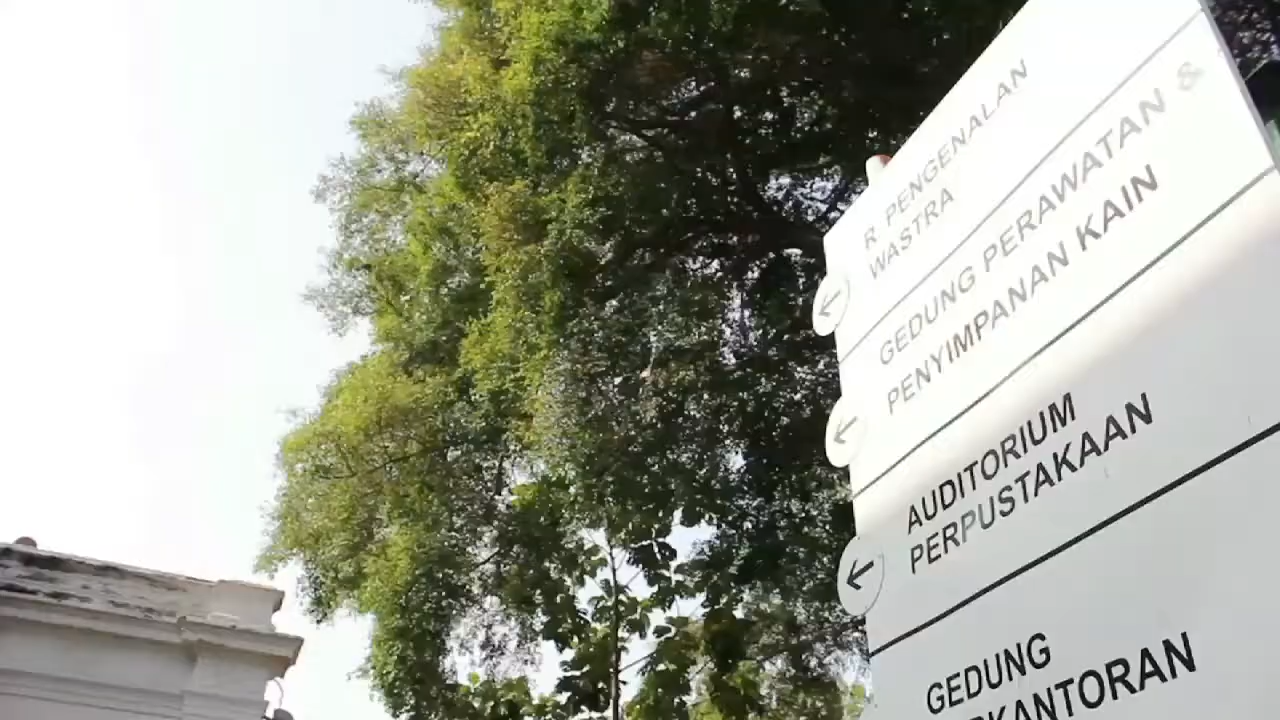 R. PENGENALAN
WASTRA
GEDUNG PERAWATAN &
PENYIMPANAN KAIN
AUDITORIUM
PERPUSTAKAAN
GEDUNG